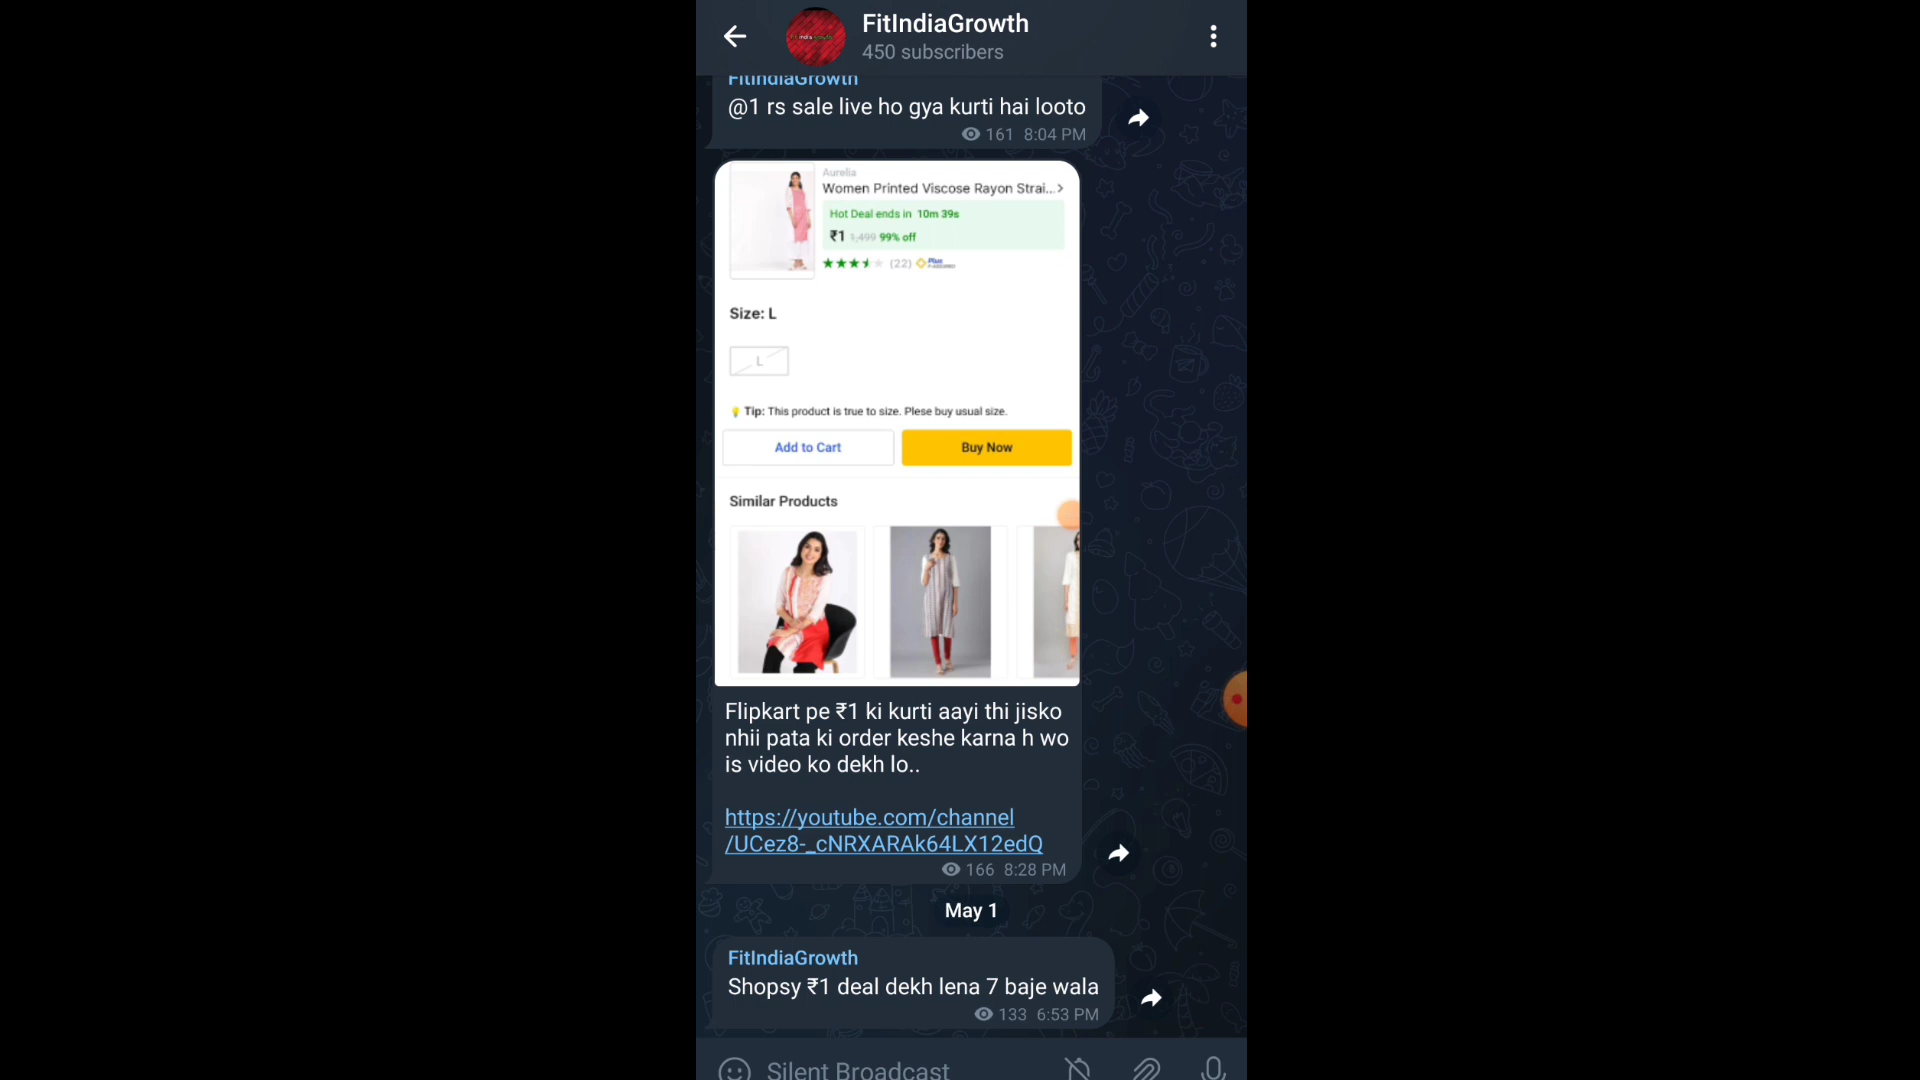 FitIndiaGrowth
450 subscribers
FitIndiaGrowth
@1 rs sale live ho gya kurti hai looto
161 8:04 PM
Aurelia
Women Printed Viscose Rayon Strai...
Hot Deal ends in 10m 39s
₹1 1,499 99% off
(22) Plus
Size: L
L
Tip: This product is true to size. Plese buy usual size.
Add to Cart
Buy Now
Similar Products
Flipkart pe ₹1 ki kurti aayi thi jisko
nhii pata ki order keshe karna h wo
is video ko dekh lo..
https://youtube.com/channel
/UCez8-_cNRXARAk64LX12edQ
166 8:28 PM
May 1
FitIndiaGrowth
Shopsy ₹1 deal dekh lena 7 baje wala
133 6:53 PM
Silent Broadcast